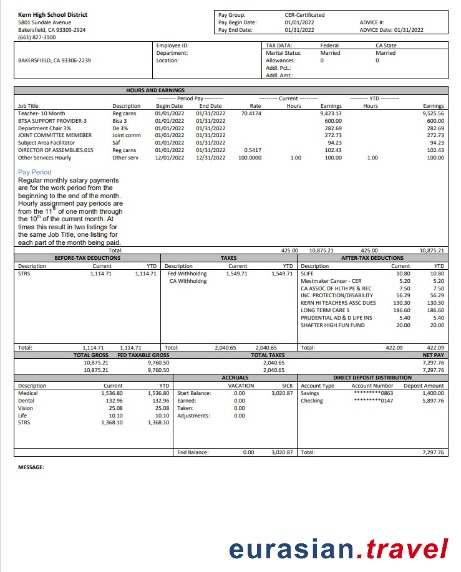 Kern High School District
5801 Sundale Avenue
Bakersfield, CA 93309-2924
(661) 827-3100
Pay Group: CER-Certificated
Pay Begin Date: 01/01/2022 ADVICE #:
Pay End Date: 01/31/2022 ADVICE Date: 01/31/2022
BAKERSFIELD, CA 93306-2239
Employee ID:
Department:
Location:
TAX DATA: Federal CA State
Marital Status: Married Married
Allowances: 0 0
Addl. Pct.:
Addl. Amt.:
HOURS AND EARNINGS
Pay Period Current YTD
Job Title Description Begin Date End Date Rate Hours Earnings Hours Earnings
Teacher- 10 Month Reg certs 01/01/2022 01/31/2022 70.4174 9,423.13 9,525.56
BTSA SUPPORT PROVIDER-3 Btsa 3 01/01/2022 01/31/2022 600.00 600.00
Department Chair 3% De 3% 01/01/2022 01/31/2022 282.69 282.69
JOINT COMMITTEE MEMEBER Joint comm 01/01/2022 01/31/2022 272.73 272.73
Subject Area Facilitator Saf 01/01/2022 01/31/2022 94.23 94.23
DIRECTOR OF ASSEMBLIES.015 Reg cerns 01/01/2022 01/31/2022 0.5417 102.43 102.43
Other Services Hourly Other serv 12/01/2022 12/31/2022 100.0000 1.00 100.00 1.00 100.00
Pay Period
Regular monthly salary payments
are for the work period from the
beginning to the end of the month.
Hourly assignment pay periods are
from the 11th of one month through
the 10th of the current month. At
times this result in two listings for
the same Job Title, one listing for
each part of the month being paid.
Total: 425.00 10,875.21 425.00 10,875.21
BEFORE-TAX DEDUCTIONS TAXES AFTER-TAX DEDUCTIONS
Description Current YTD Description Current YTD Description Current YTD
STRS 1,114.71 1,114.71 Fed Withholding 1,549.71 1,549.71 SLIFE 10.80 10.80
CA Withholding Mestmaker Cancer - CER 5.20 5.20
CA ASSOC OF HLTH PE & REC 7.50 7.50
INC. PROTECTION/DISABILITY 56.29 56.29
KERN HI TEACHERS ASSC DUES 130.30 130.30
LONG TERM CARE 1 186.60 186.60
PRUDENTIAL AD & D LIFE INS 5.40 5.40
SHAFTER HIGH FUN FUND 20.00 20.00
Total: 1,114.71 1,114.71 Total: 2,040.65 2,040.65 Total: 422.09 422.09
TOTAL GROSS FED TAXABLE GROSS TOTAL TAXES NET PAY
10,875.21 9,760.50 2,040.65 7,297.76
10,875.21 9,760.50 2,040.65 7,297.76
ACCRUALS DIRECT DEPOSIT DISTRIBUTION
Description Current YTD VACATION SICK Account Type Account Number Deposit Amount
Medical 1,536.80 1,536.80 Start Balance: 0.00 3,020.87 Savings *********0863 1,400.00
Dental 132.96 132.96 Earned: 0.00 Checking *********0147 5,897.76
Vision 25.08 25.08 Taken: 0.00
Life 10.10 10.10 Adjustments: 0.00
STRS 1,368.10 1,368.10
End Balance: 0.00 3,020.87 Total: 7,297.76
MESSAGE:
eurasian.travel